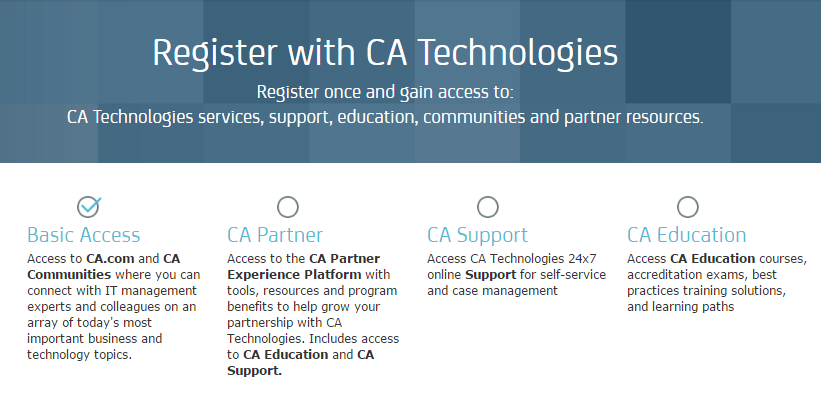 Register with CA Technologies
Register once and gain access to:
CA Technologies services, support, education, communities and partner resources.
Basic Access
Access to CA.com and CA
Communities where you can
connect with IT management
experts and colleagues on an
array of today's most
important business and
technology topics.
CA Partner
Access to the CA Partner
Experience Platform with
tools, resources and program
benefits to help grow your
partnership with CA
Technologies. Includes access
to CA Education and CA
Support.
CA Support
Access CA Technologies 24x7
online Support for self-service
and case management
CA Education
Access CA Education courses,
accreditation exams, best
practices training solutions,
and learning paths